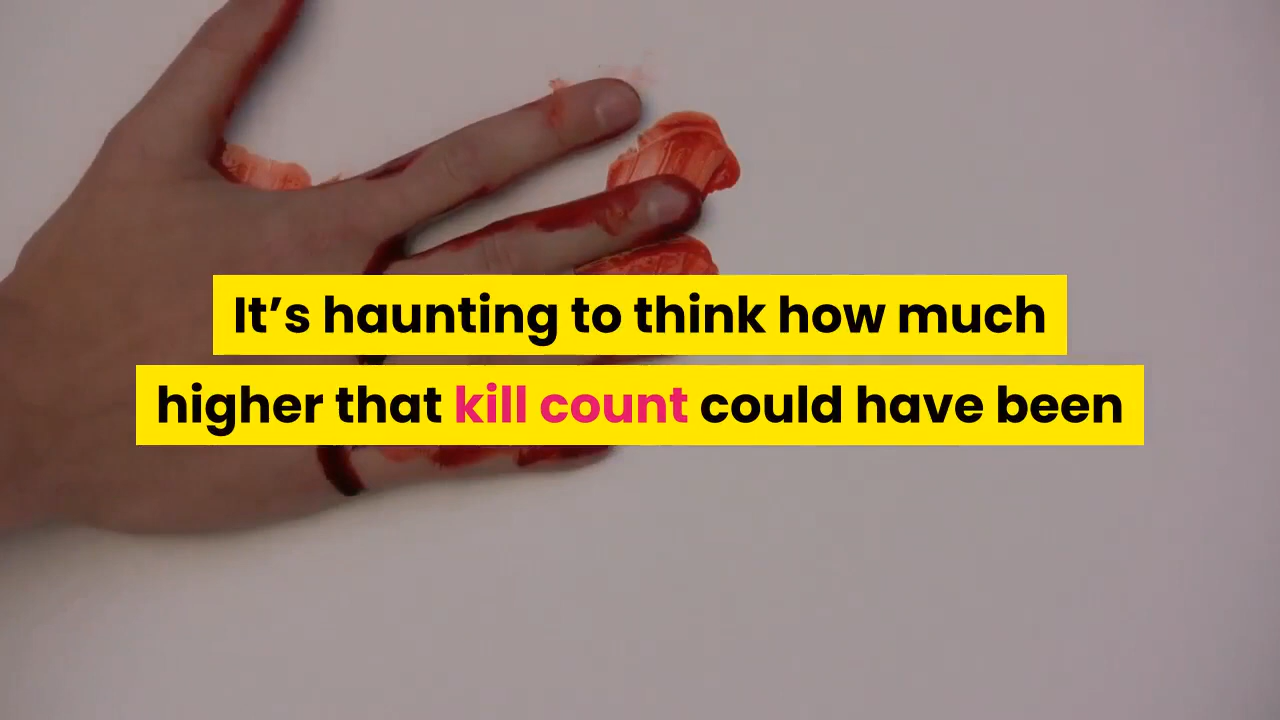 It’s haunting to think how much
higher that kill count could have been